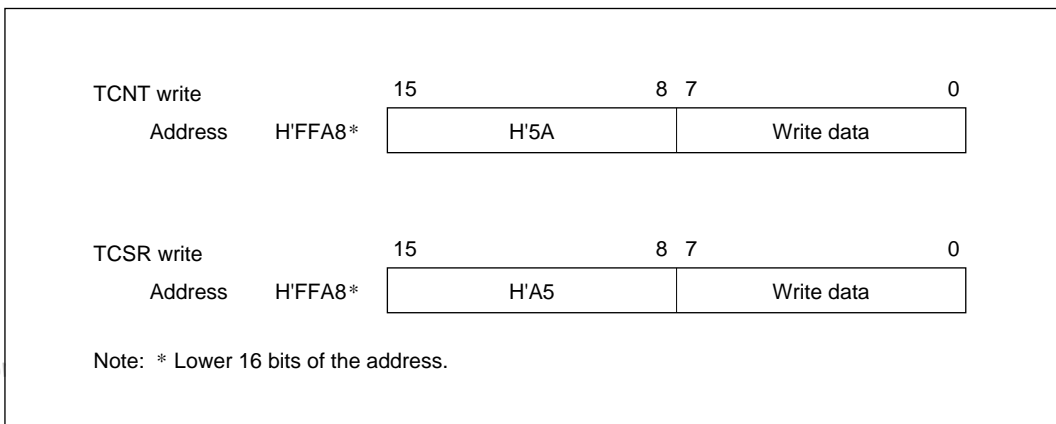 TCNT write
15 8 7 0
Address H'FFA8* H'5A Write data
TCSR write
15 8 7 0
Address H'FFA8* H'A5 Write data
Note: * Lower 16 bits of the address.